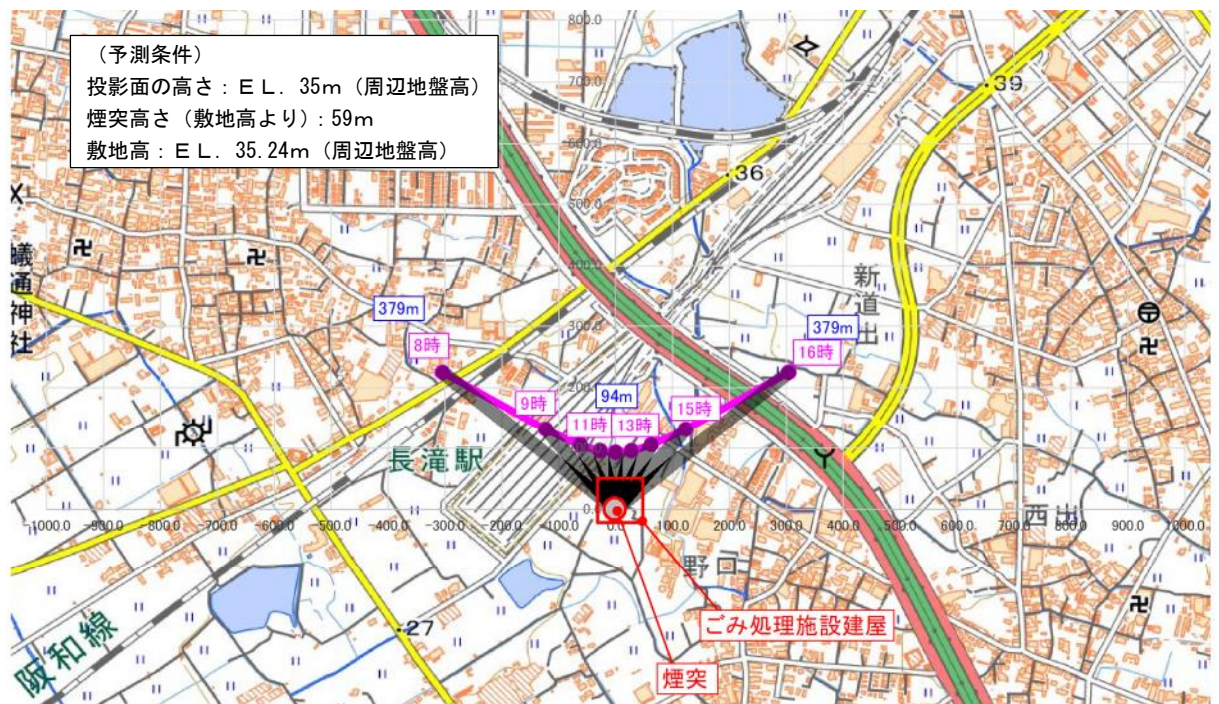 （予測条件）
投影面の高さ：ＥＬ．35ｍ（周辺地盤高）
煙突高さ（敷地高より）：59ｍ
敷地高：ＥＬ．35.24ｍ（周辺地盤高）
800.0
700.0
600.0
500.0
400.0
300.0
200.0
39
36
蟻通神社
新道出
379m
379m
8時
16時
9時
94m
15時
11時
13時
長滝駅
-1000.0
-900.0
-800.0
-700.0
-600.0
-500.0
-400.0
-300.0
-200.0
0.0
0.0
100.0
200.0
300.0
400.0
500.0
600.0
700.0
800.0
900.0
1000.0
西出
野口
ごみ処理施設建屋
27
阪和線
煙突